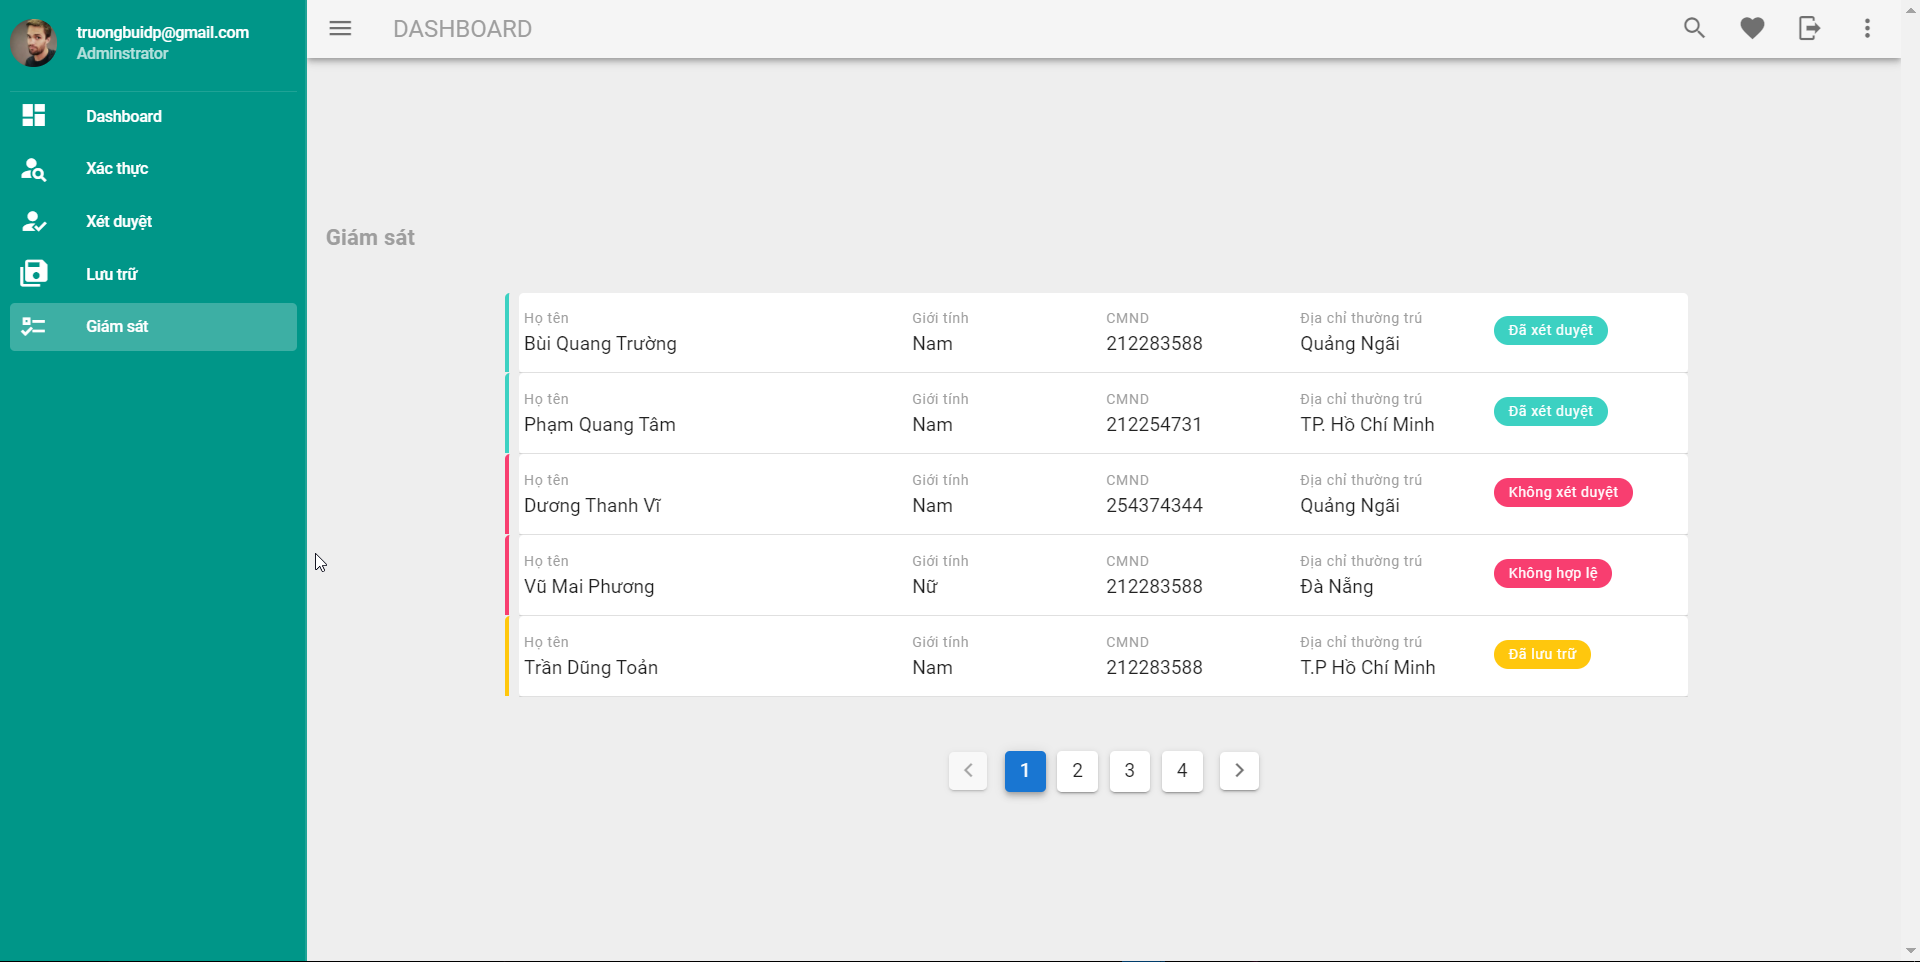 truongbuidp@gmail.com
Adminstrator
Dashboard
Xác thực
Xét duyệt
Lưu trữ
Giám sát
DASHBOARD
Giám sát
Họ tên Giới tính CMND Địa chỉ thường trú
Bùi Quang Trường Nam 212283588 Quảng Ngãi Đã xét duyệt
Họ tên Giới tính CMND Địa chỉ thường trú
Phạm Quang Tâm Nam 212254731 TP. Hồ Chí Minh Đã xét duyệt
Họ tên Giới tính CMND Địa chỉ thường trú
Dương Thanh Vĩ Nam 254374344 Quảng Ngãi Không xét duyệt
Họ tên Giới tính CMND Địa chỉ thường trú
Vũ Mai Phương Nữ 212283588 Đà Nẵng Không hợp lệ
Họ tên Giới tính CMND Địa chỉ thường trú
Trần Dũng Toản Nam 212283588 T.P Hồ Chí Minh Đã lưu trữ
1 2 3 4